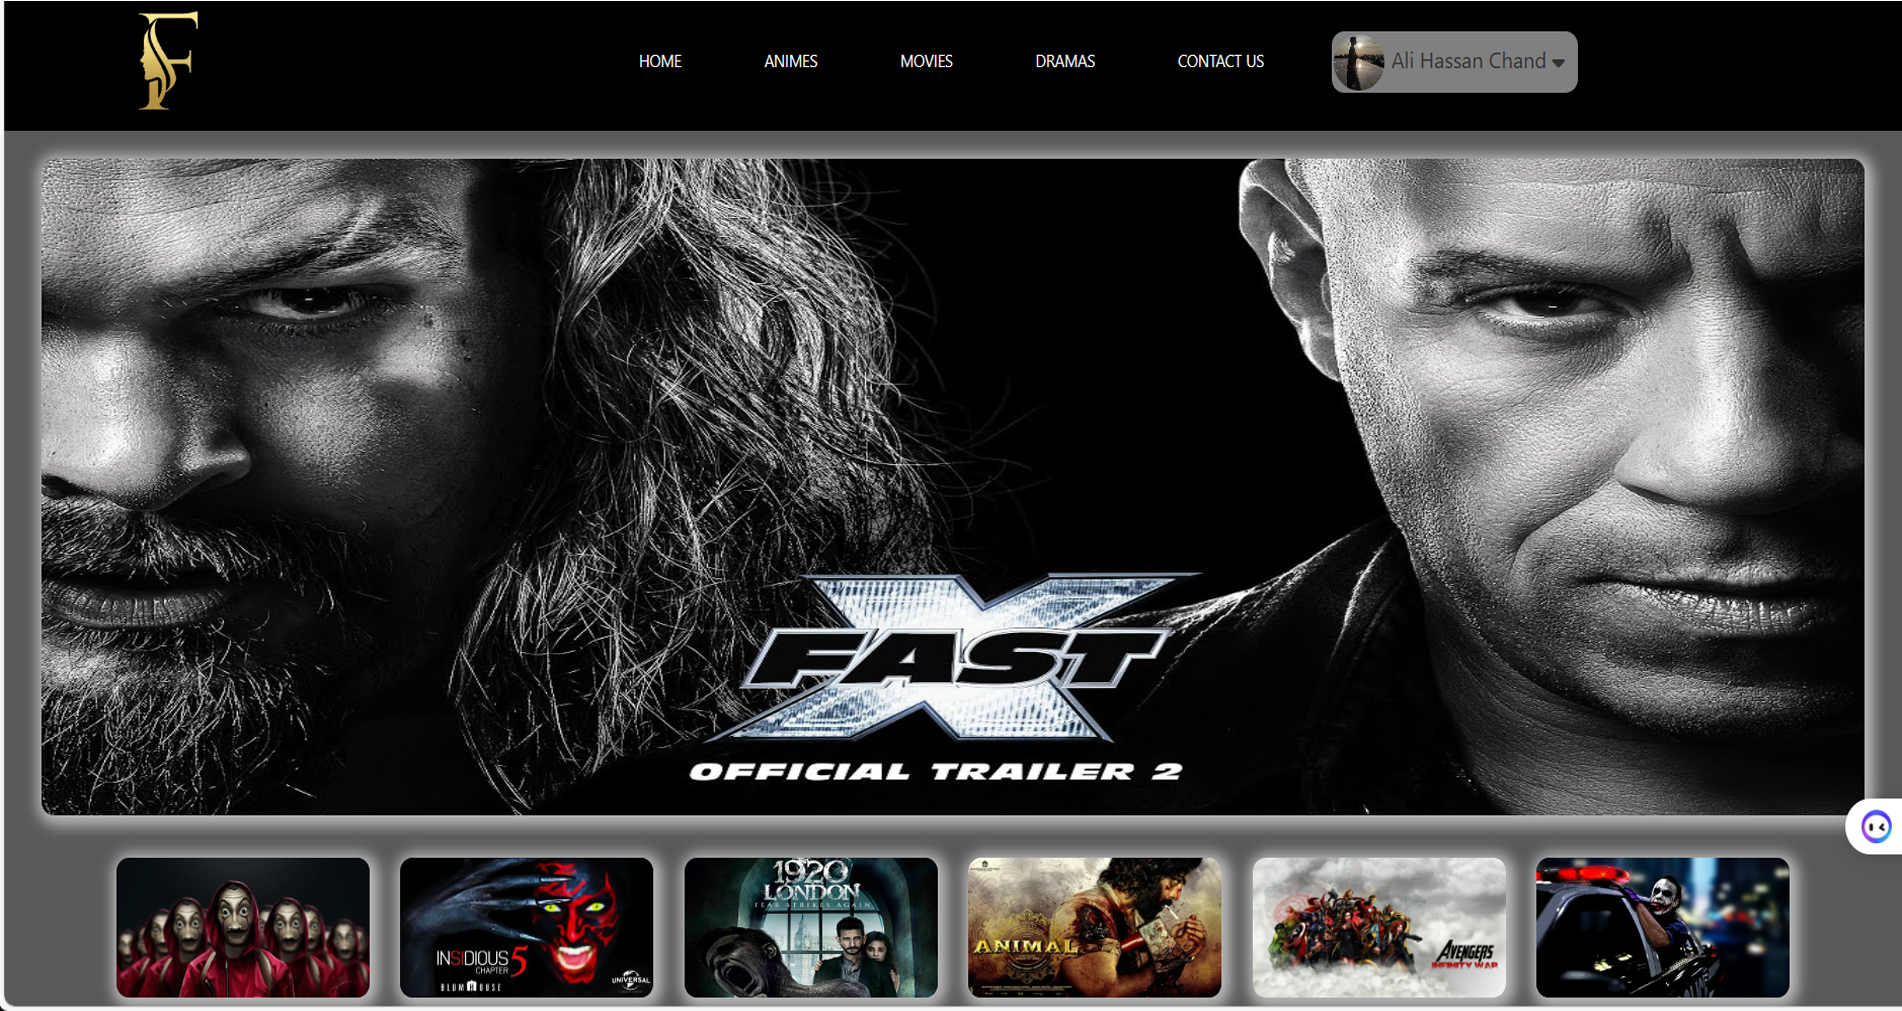 F
HOME
ANIMES
MOVIES
DRAMAS
CONTACT US
Ali Hassan Chand
FAST
X
OFFICIAL TRAILER 2
INSIDIOUS 5
CHAPTER
BLUMHOUSE
UNIVERSAL
1920
LONDON
FEAR STRIKES AGAIN
ANIMAL
AVENGERS
INFINITY WAR